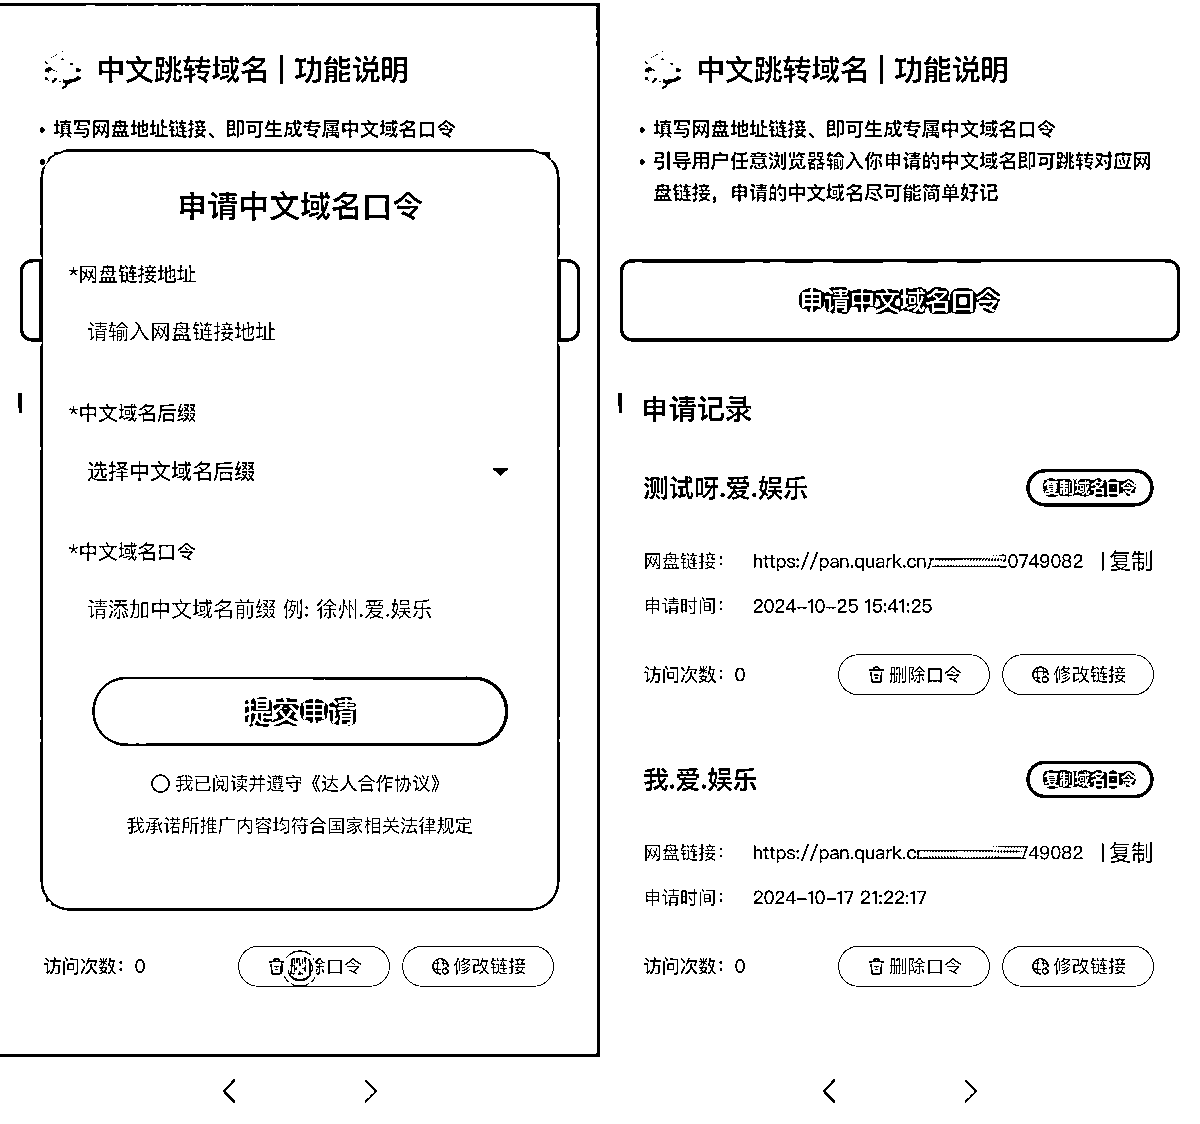 中文跳转域名 | 功能说明
• 填写网盘地址链接、即可生成专属中文域名口令
申请中文域名口令
*网盘链接地址
请输入网盘链接地址
*中文域名后缀
选择中文域名后缀
*中文域名口令
请添加中文域名前缀 例: 徐州.爱.娱乐
提交申请
我已阅读并遵守《达人合作协议》
我承诺所推广内容均符合国家相关法律规定
访问次数：0
删除口令
修改链接
中文跳转域名 | 功能说明
• 填写网盘地址链接、即可生成专属中文域名口令
• 引导用户任意浏览器输入你申请的中文域名即可跳转对应网
盘链接，申请的中文域名尽可能简单好记
申请中文域名口令
申请记录
测试呀.爱.娱乐
复制域名口令
网盘链接： https://pan.quark.cn/ 0749082 | 复制
申请时间： 2024-10-25 15:41:25
访问次数：0
删除口令
修改链接
我.爱.娱乐
复制域名口令
网盘链接： https://pan.quark.c 749082 | 复制
申请时间： 2024-10-17 21:22:17
访问次数：0
删除口令
修改链接